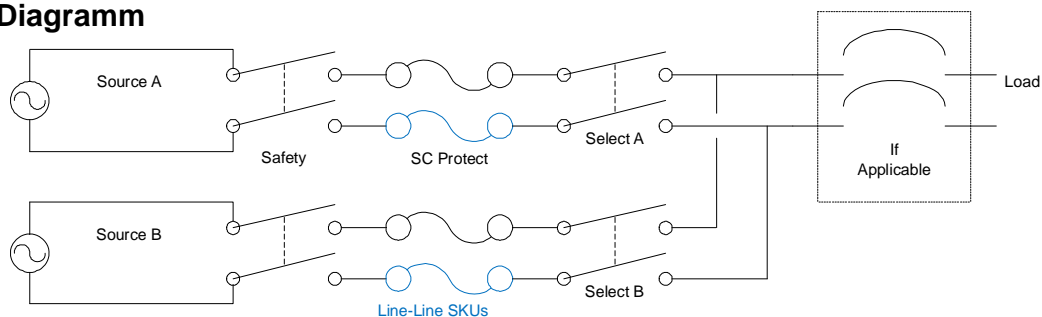 Diagramm
Source A
Safety
SC Protect
Select A
If
Applicable
Load
Source B
Select B
Line-Line SKUs